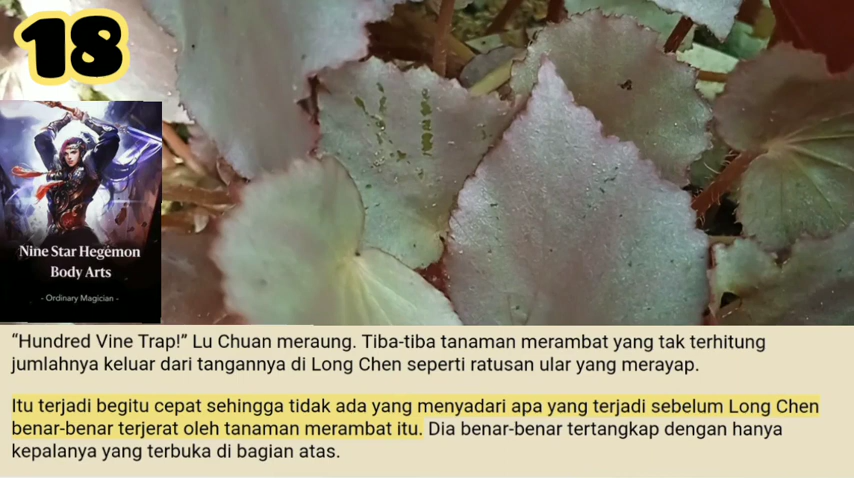 18
Nine Star Hegemon
Body Arts
- Ordinary Magician -
“Hundred Vine Trap!” Lu Chuan meraung. Tiba-tiba tanaman merambat yang tak terhitung
jumlahnya keluar dari tangannya di Long Chen seperti ratusan ular yang merayap.
Itu terjadi begitu cepat sehingga tidak ada yang menyadari apa yang terjadi sebelum Long Chen
benar-benar terjerat oleh tanaman merambat itu. Dia benar-benar tertangkap dengan hanya
kepalanya yang terbuka di bagian atas.